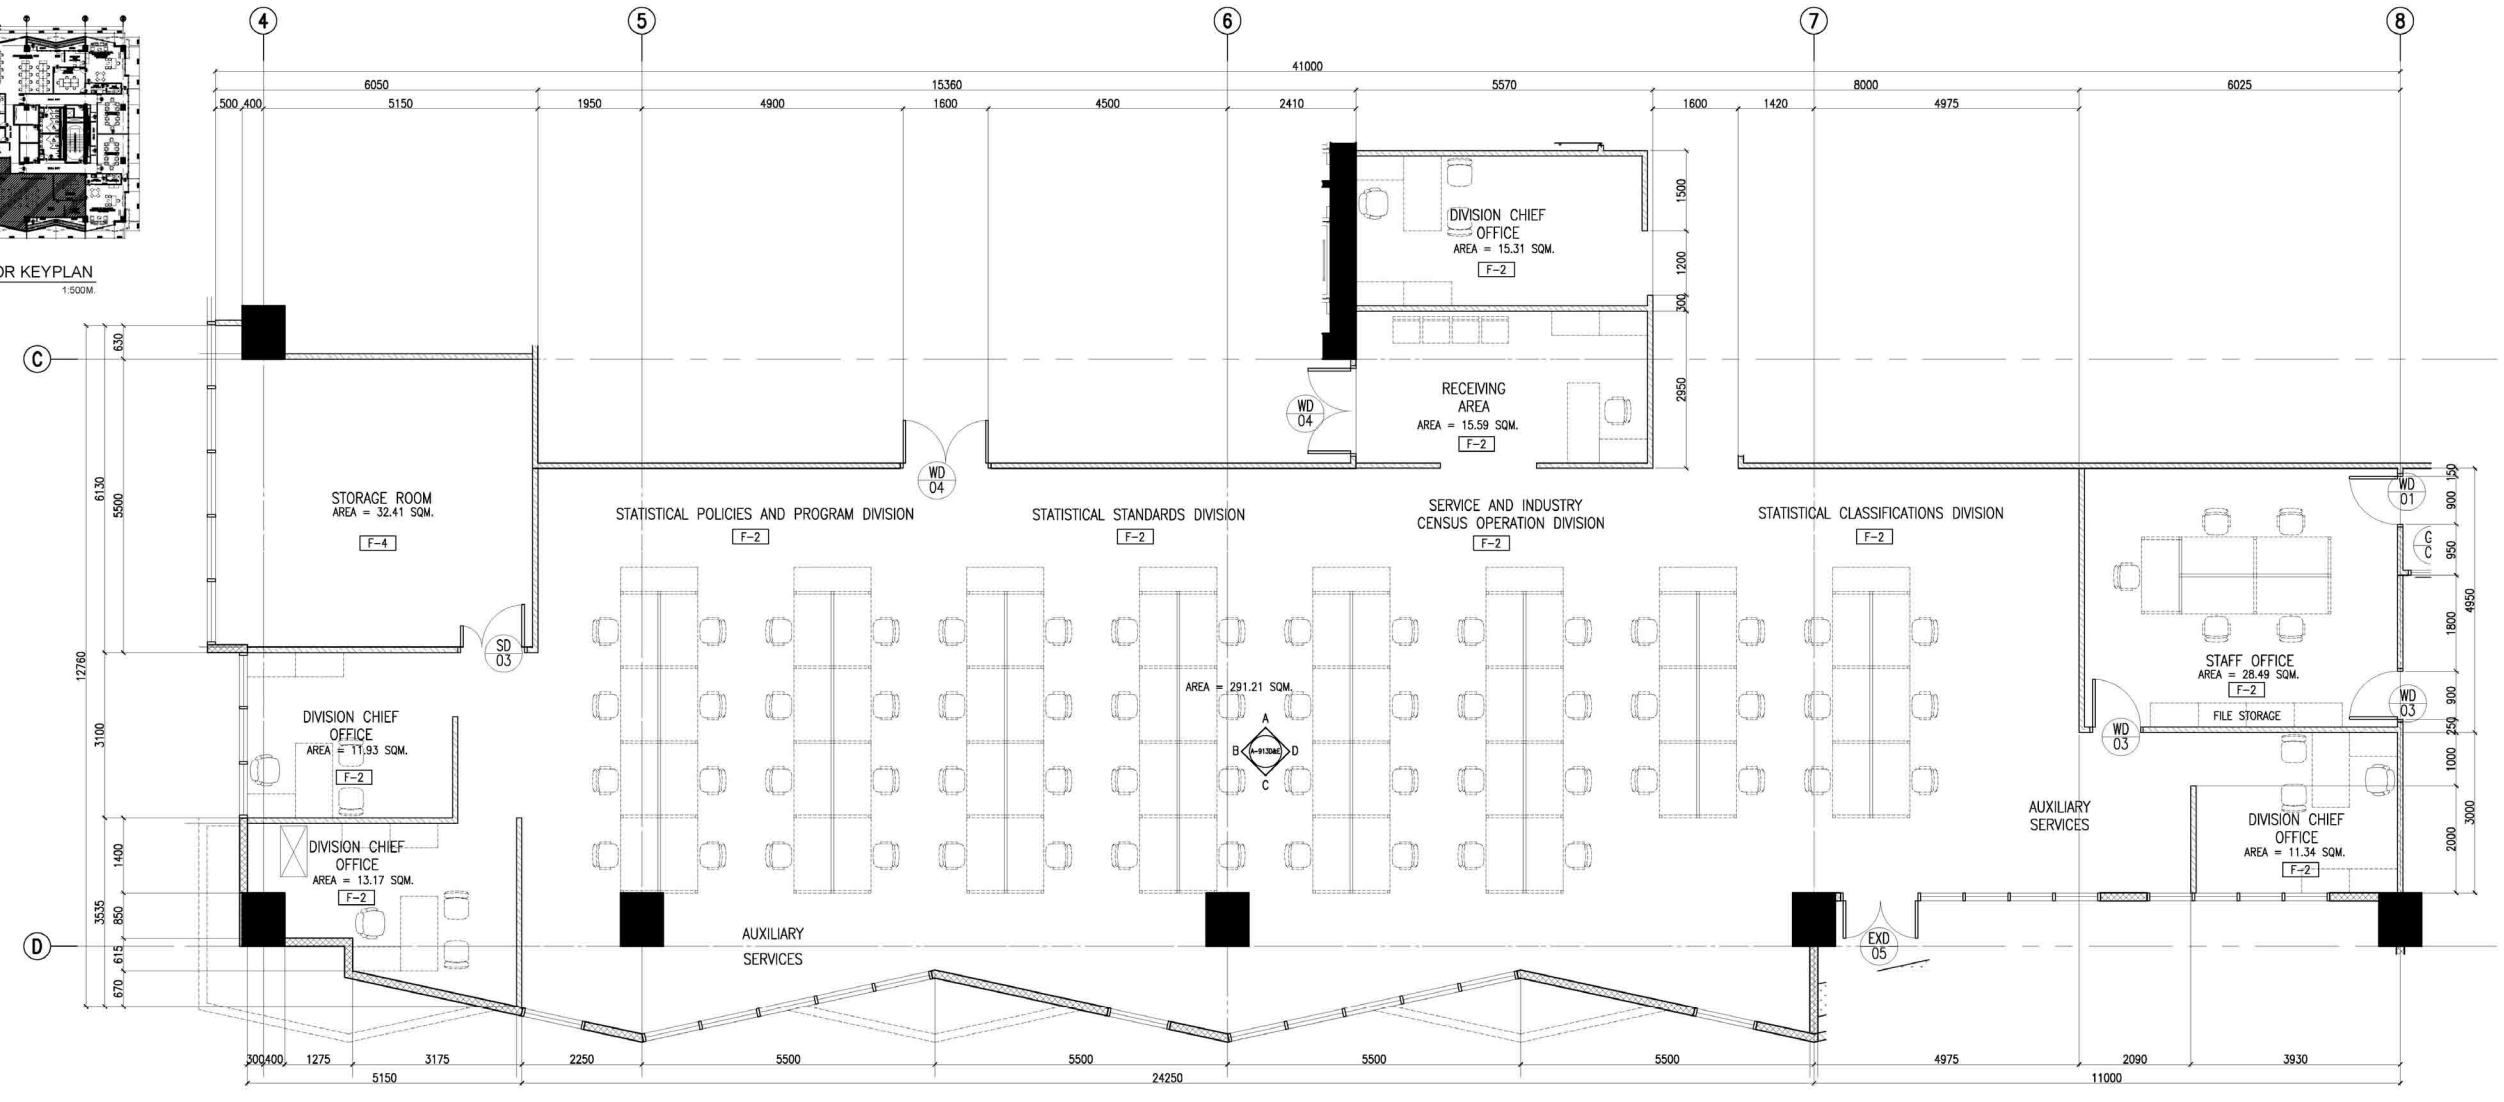 4
5
6
7
8
41000
6050
15360
5570
8000
6025
500
400
5150
1950
4900
1600
4500
2410
1600
1420
4975
OR KEYPLAN
1:500M.
C
D
DIVISION CHIEF
OFFICE
AREA = 15.31 SQM.
F-2
1500
1200
300
2950
RECEIVING
AREA
AREA = 15.59 SQM.
F-2
WD
04
WD
04
630
6130
5500
12760
3100
1400
3535
850
615
670
STORAGE ROOM
AREA = 32.41 SQM.
F-4
SD
03
STATISTICAL POLICIES AND PROGRAM DIVISION
F-2
STATISTICAL STANDARDS DIVISION
F-2
SERVICE AND INDUSTRY
CENSUS OPERATION DIVISION
F-2
STATISTICAL CLASSIFICATIONS DIVISION
F-2
WD
01
150
900
950
4950
1800
900
250
1000
3000
2000
STAFF OFFICE
AREA = 28.49 SQM.
F-2
FILE STORAGE
WD
03
WD
03
AREA = 291.21 SQM.
A
B
D
C
A-913D&E
DIVISION CHIEF
OFFICE
AREA = 11.93 SQM.
F-2
DIVISION CHIEF
OFFICE
AREA = 13.17 SQM.
F-2
AUXILIARY
SERVICES
DIVISION CHIEF
OFFICE
AREA = 11.34 SQM.
F-2
AUXILIARY
SERVICES
EXD
05
300
400
1275
3175
2250
5500
5500
5500
5500
4975
2090
3930
5150
24250
11000